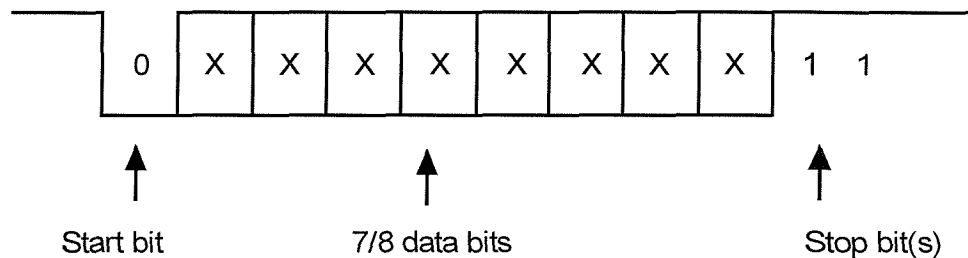 0 X X X X X X X X 1 1
Start bit 7/8 data bits Stop bit(s)